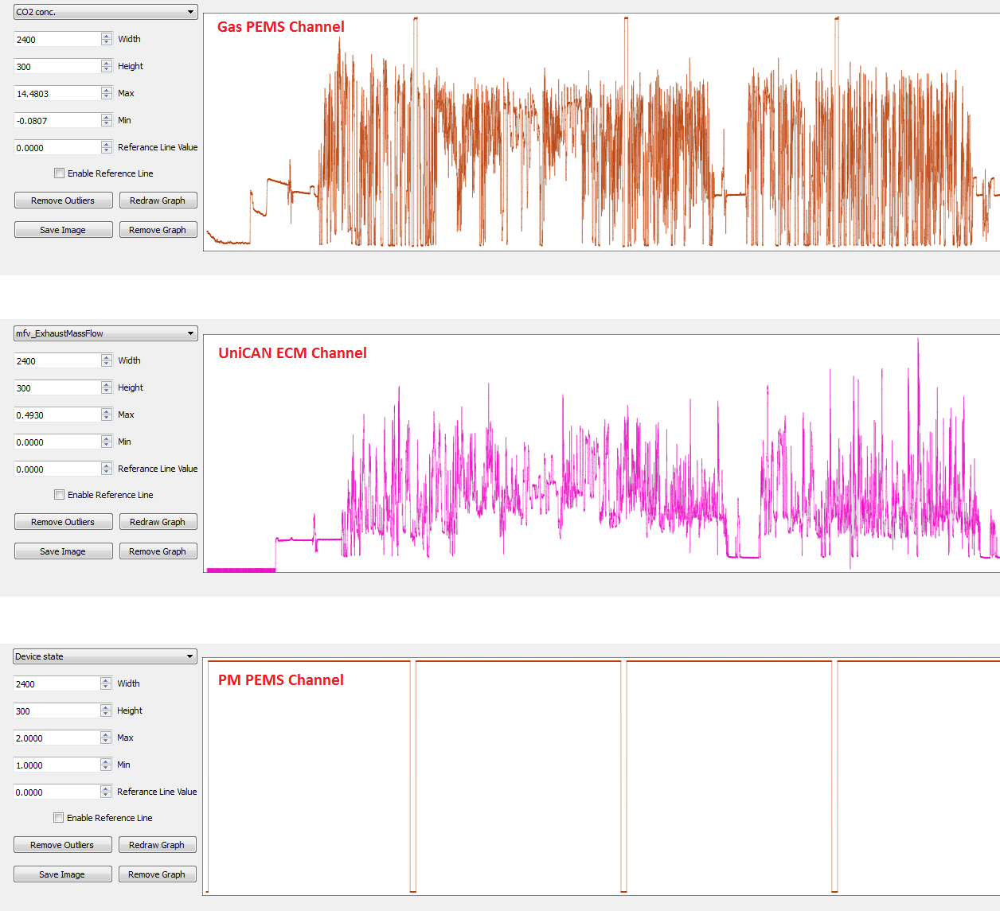 CO2 conc.
Gas PEMS Channel
2400 Width
300 Height
14.4803 Max
-0.0807 Min
0.0000 Referance Line Value
Enable Reference Line
Remove Outliers Redraw Graph
Save Image Remove Graph
mfv_ExhaustMassFlow
UniCAN ECM Channel
2400 Width
300 Height
0.4930 Max
0.0000 Min
0.0000 Referance Line Value
Enable Reference Line
Remove Outliers Redraw Graph
Save Image Remove Graph
Device state
PM PEMS Channel
2400 Width
300 Height
2.0000 Max
1.0000 Min
0.0000 Referance Line Value
Enable Reference Line
Remove Outliers Redraw Graph
Save Image Remove Graph